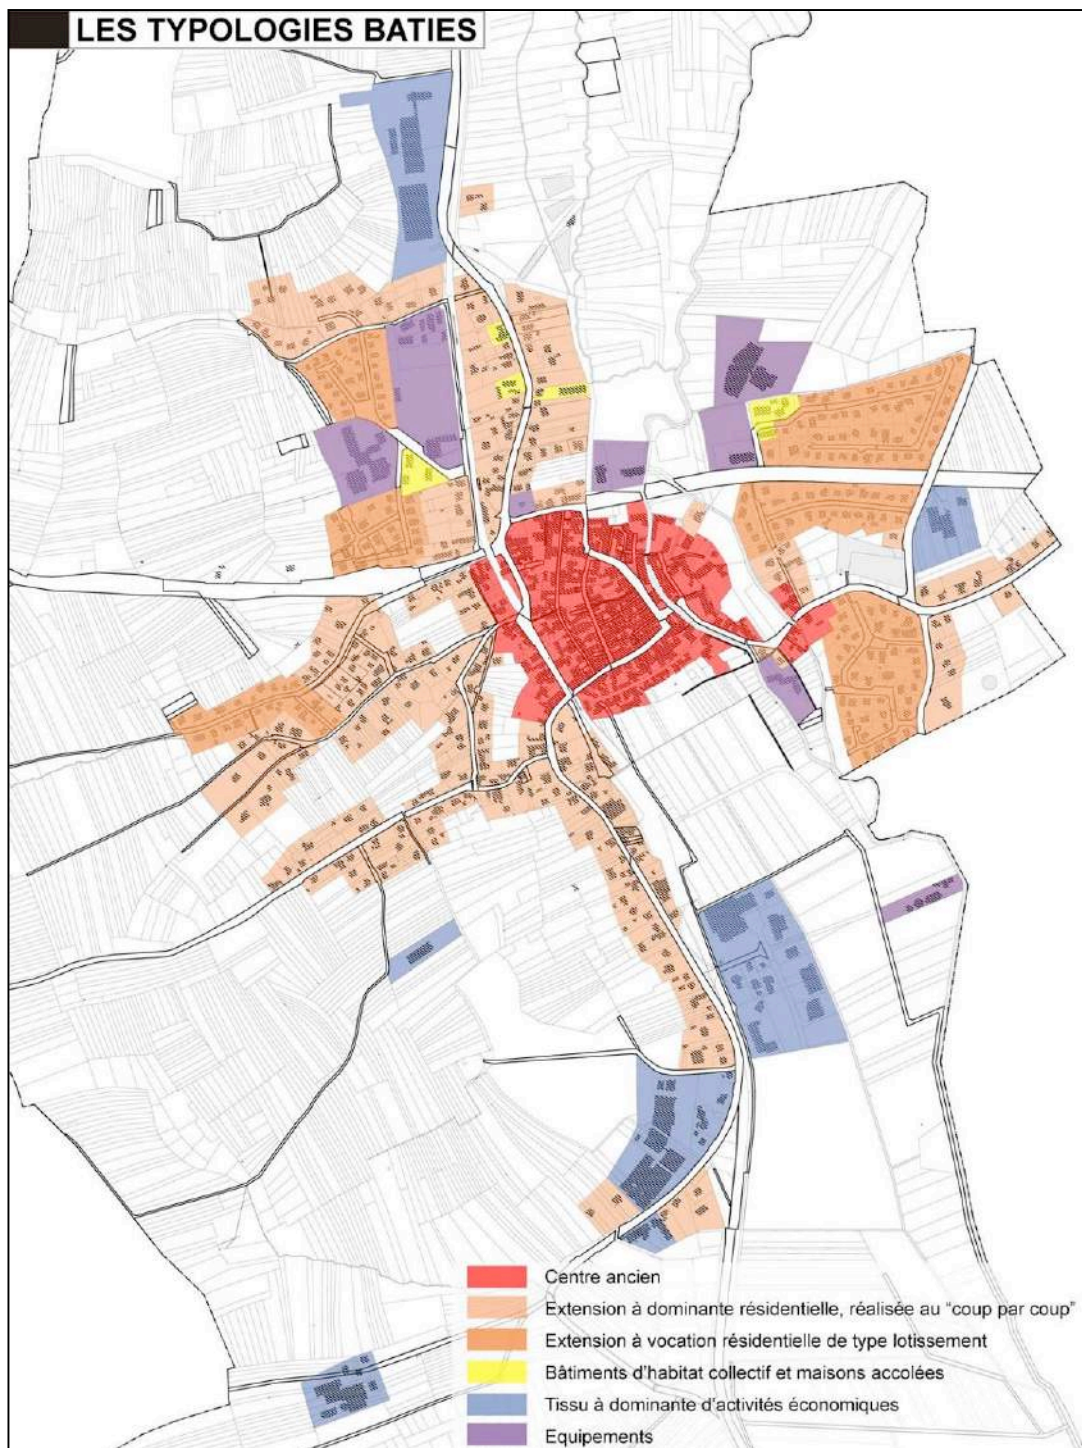 LES TYPOLOGIES BATIES
Centre ancien
Extension à dominante résidentielle, réalisée au "coup par coup"
Extension à vocation résidentielle de type lotissement
Bâtiments d'habitat collectif et maisons accolées
Tissu à dominante d'activités économiques
Equipements